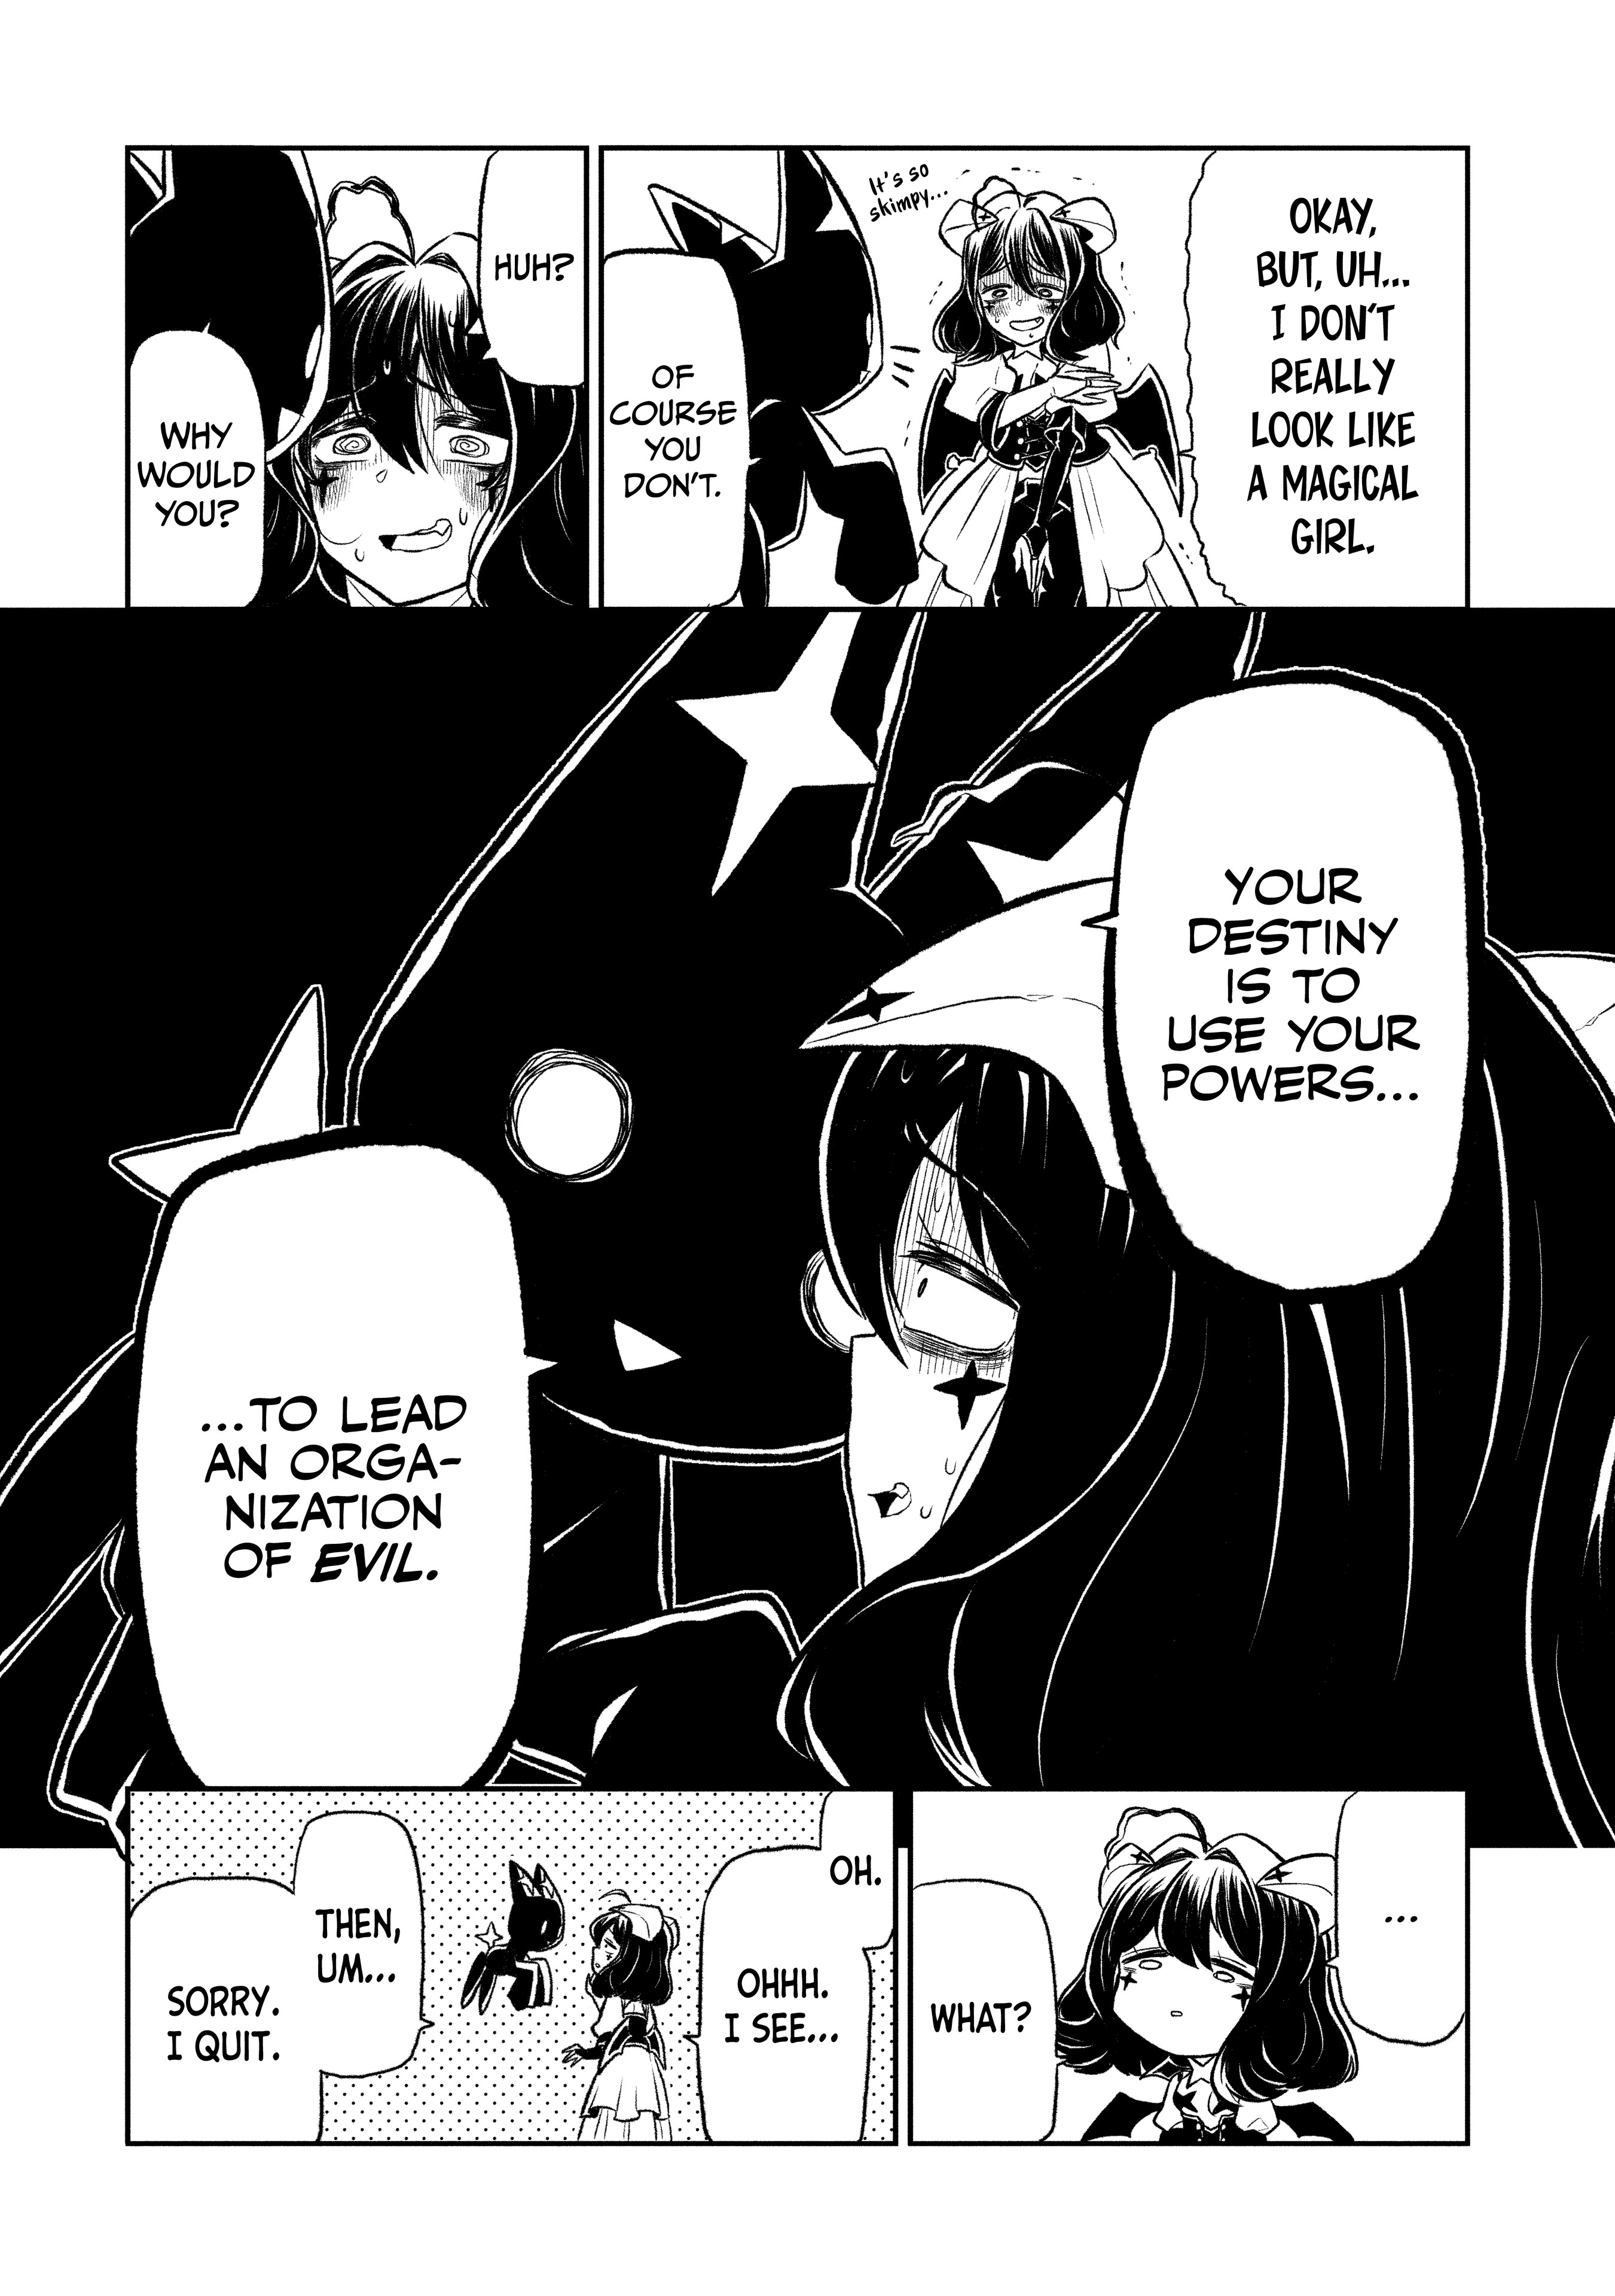 OKAY,
BUT, UH...
I DON'T
REALLY
LOOK LIKE
A MAGICAL
GIRL.
It's so
skimpy...
OF
COURSE
YOU
DON'T.
HUH?
WHY
WOULD
YOU?
YOUR
DESTINY
IS TO
USE YOUR
POWERS...
...TO LEAD
AN ORGA-
NIZATION
OF EVIL.
...
WHAT?
OH.
OHHH.
I SEE...
THEN,
UM...
SORRY.
I QUIT.